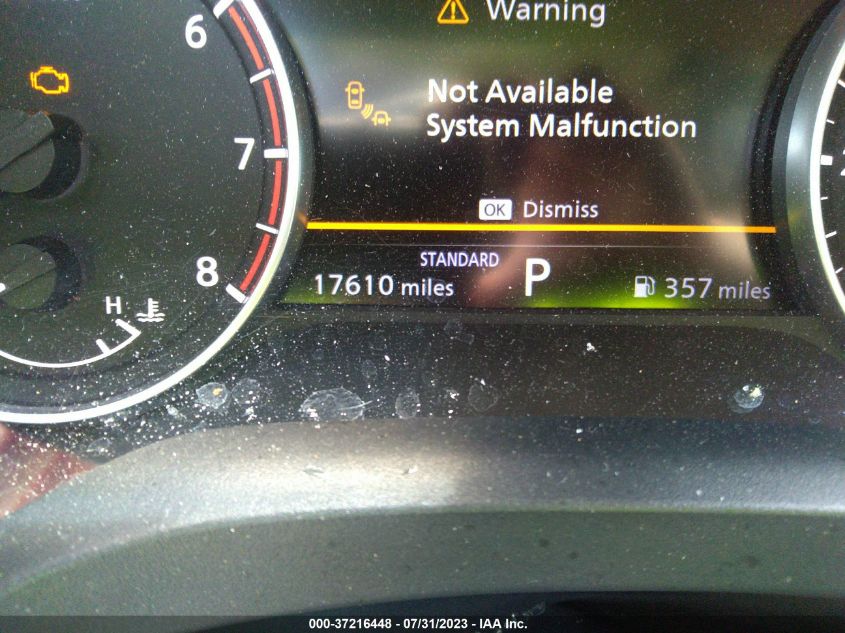 Warning
6
Not Available
System Malfunction
7
OK Dismiss
STANDARD
8
17610 miles P 357 miles
H
000-37216448 - 07/31/2023 - IAA Inc.